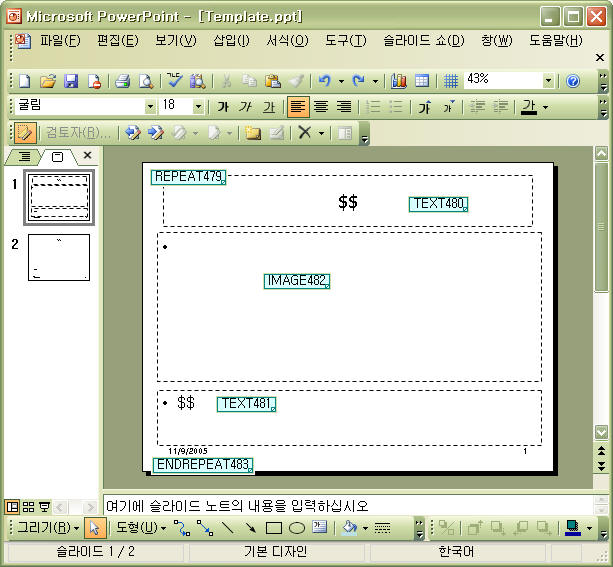 Microsoft PowerPoint - [Template.ppt]
파일(F) 편집(E) 보기(V) 삽입(I) 서식(O) 도구(T) 슬라이드 쇼(D) 창(W) 도움말(H)
43%
굴림 18 가 가 가 가 가 가
검토자(R)...
1
2
REPEAT479
$$ TEXT480
• 
IMAGE482
• $$ TEXT481
11/9/2005 1
ENDREPEAT483
여기에 슬라이드 노트의 내용을 입력하십시오
그리기(R) 도형(U)
슬라이드 1 / 2 기본 디자인 한국어